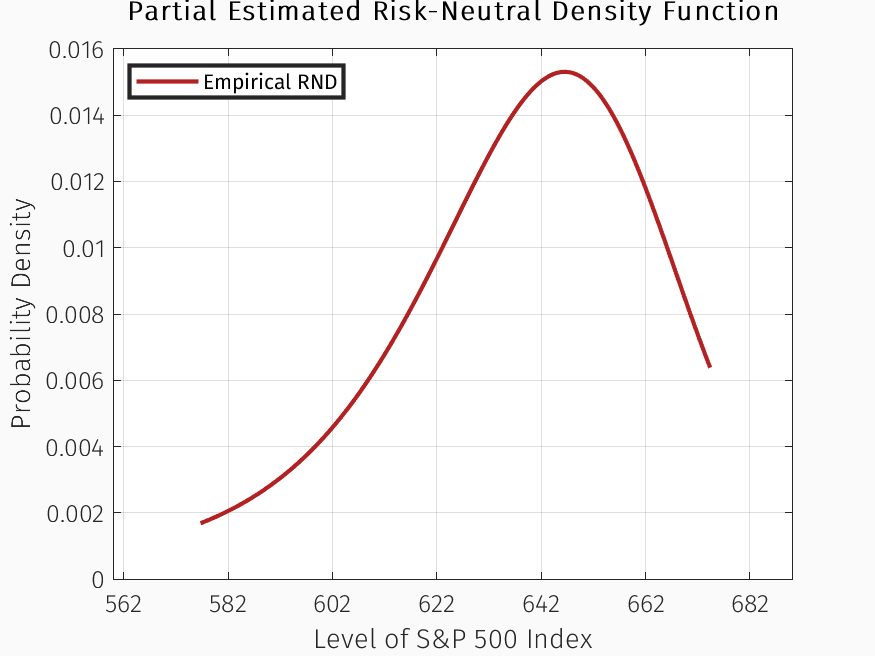 Partial Estimated Risk-Neutral Density Function
Empirical RND
Probability Density
0.016
0.014
0.012
0.01
0.008
0.006
0.004
0.002
0
562 582 602 622 642 662 682
Level of S&P 500 Index